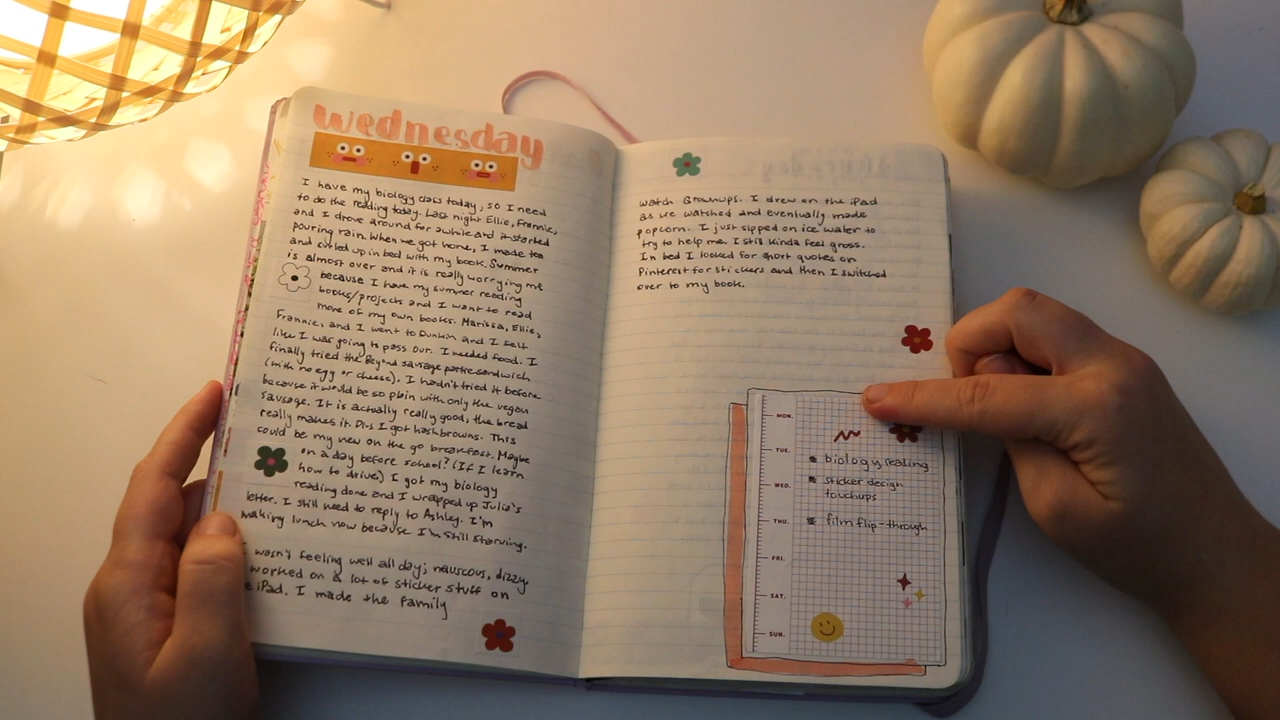 wednesday
I have my biology class today, so I need
to do the reading today. Last night Ellie, Frannie,
and I drove around for awhile and it started
pouring rain. When we got home, I made tea
and curled up in bed with my book. Summer
is almost over and it is really worrying me
because I have my summer reading
books/projects and I want to read
more of my own books. Marissa, Ellie,
Frannie, and I went to Dunkin and I felt
like I was going to pass out. I needed food. I
finally tried the Beyond sausage pattie sandwich
(with no egg or cheese). I hadn't tried it before
because it would be so plain with only the vegan
sausage. It is actually really good, the bread
really makes it. I got hashbrowns. This
could be my new on the go breakfast. Maybe
on a day before school? (If I learn
how to drive) I got my biology
reading done and I wrapped up Julia's
letter. I still need to reply to Ashley. I'm
making lunch now because I'm still starving.
I wasn't feeling well all day; nauscous, dizzy
worked on a lot of sticker stuff on
e iPad. I made the family
watch Grownups. I drew on the iPad
as we watched and eventually made
popcorn. I just sipped on ice water to
try to help me. I still kinda feel gross.
In bed I looked for short quotes on
Pinterest for stickers and then I switched
over to my book.
MON.
TUE.
biology reading
WED.
sticker design
touchups
THU.
film flip-through
FRI.
SAT.
SUN.